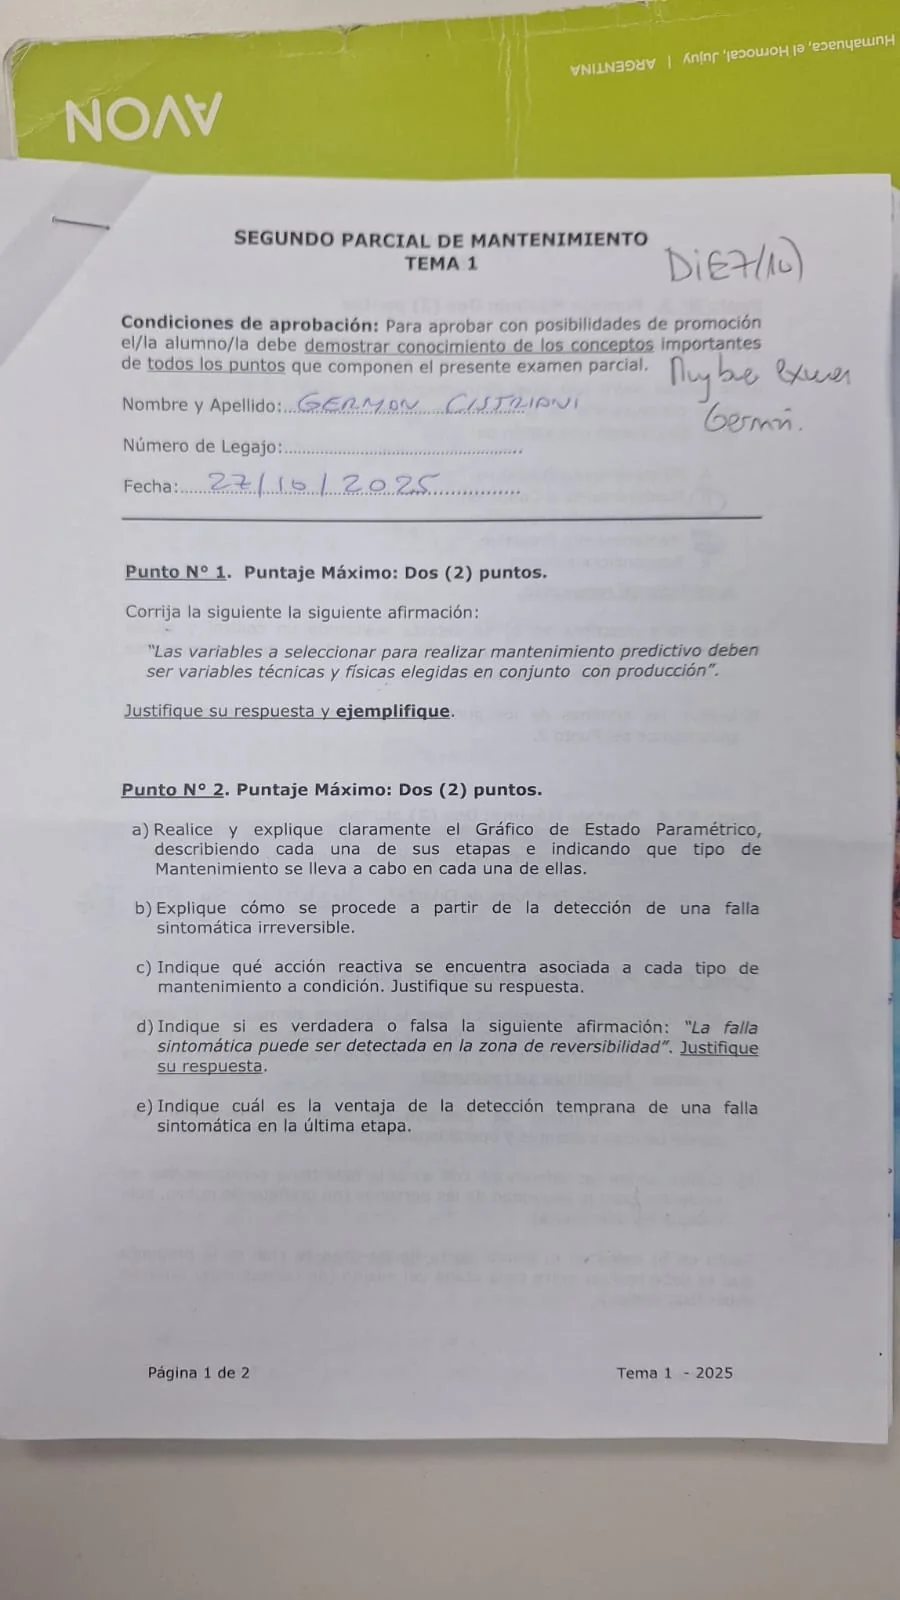 Humahuaca, el Hornocal, Jujuy | ARGENTINA
AVON
SEGUNDO PARCIAL DE MANTENIMIENTO
TEMA 1
DIEZ/10)
Condiciones de aprobación: Para aprobar con posibilidades de promoción
el/la alumno/la debe demostrar conocimiento de los conceptos importantes
de todos los puntos que componen el presente examen parcial.
Muy
Germán.
Nombre y Apellido:..GERMAN CISTRIANI
Número de Legajo:
Fecha:.....27/10/2025
Punto Nº 1. Puntaje Máximo: Dos (2) puntos.
Corrija la siguiente la siguiente afirmación:
"Las variables a seleccionar para realizar mantenimiento predictivo deben
ser variables técnicas y físicas elegidas en conjunto con producción".
Justifique su respuesta y ejemplifique.
Punto Nº 2. Puntaje Máximo: Dos (2) puntos.
a) Realice y explique claramente el Gráfico de Estado Paramétrico,
describiendo cada una de sus etapas e indicando que tipo de
Mantenimiento se lleva a cabo en cada una de ellas.
b) Explique cómo se procede a partir de la detección de una falla
sintomática irreversible.
c) Indique qué acción reactiva se encuentra asociada a cada tipo de
mantenimiento a condición. Justifique su respuesta.
d) Indique si es verdadera o falsa la siguiente afirmación: "La falla
sintomática puede ser detectada en la zona de reversibilidad". Justifique
su respuesta.
e) Indique cuál es la ventaja de la detección temprana de una falla
sintomática en la última etapa.
Página 1 de 2
Tema 1 - 2025